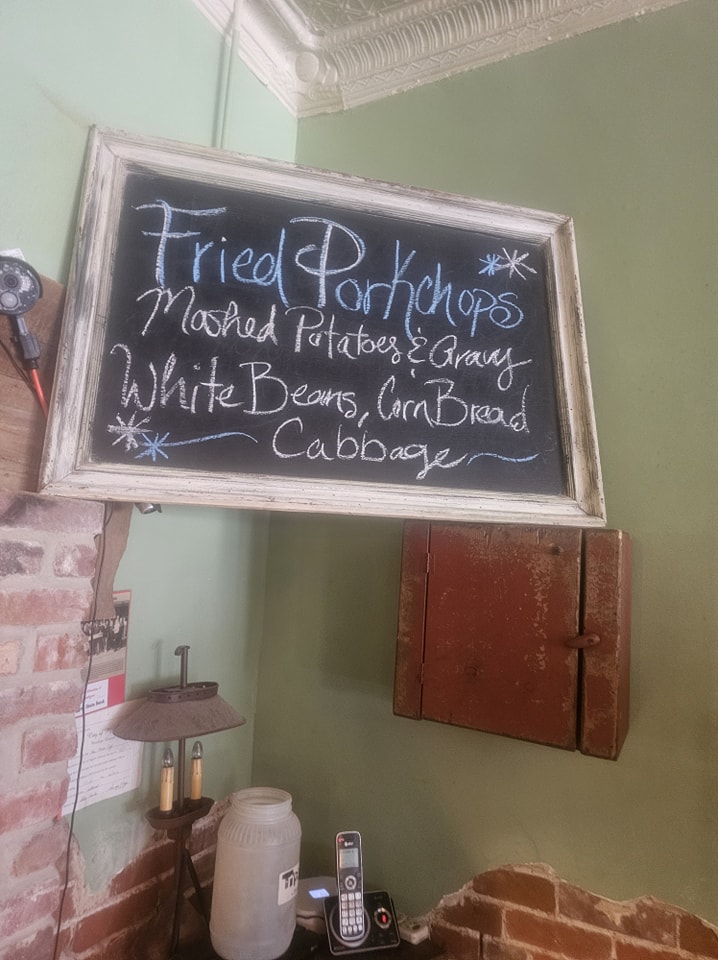 Fried Porkchops
Mashed Potatoes & Gravy
White Beans, Corn Bread
Cabbage